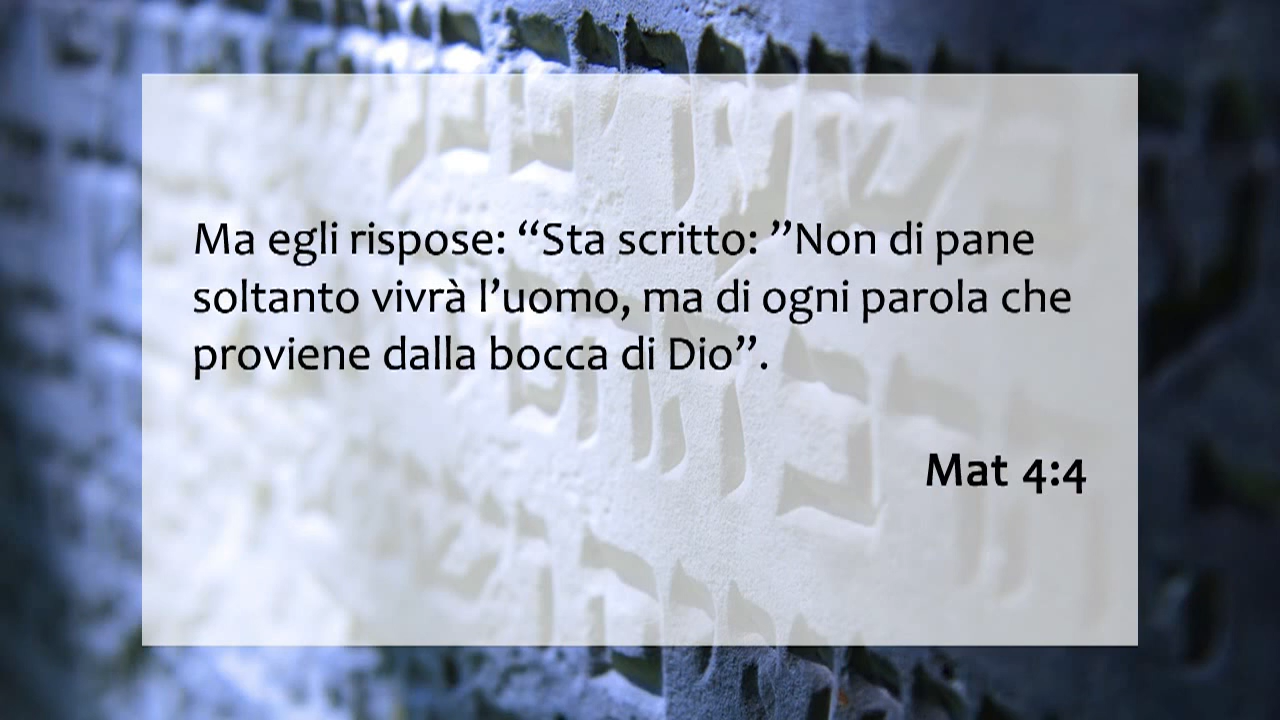 Ma egli rispose: “Sta scritto: ”Non di pane
soltanto vivrà l’uomo, ma di ogni parola che
proviene dalla bocca di Dio”.
Mat 4:4